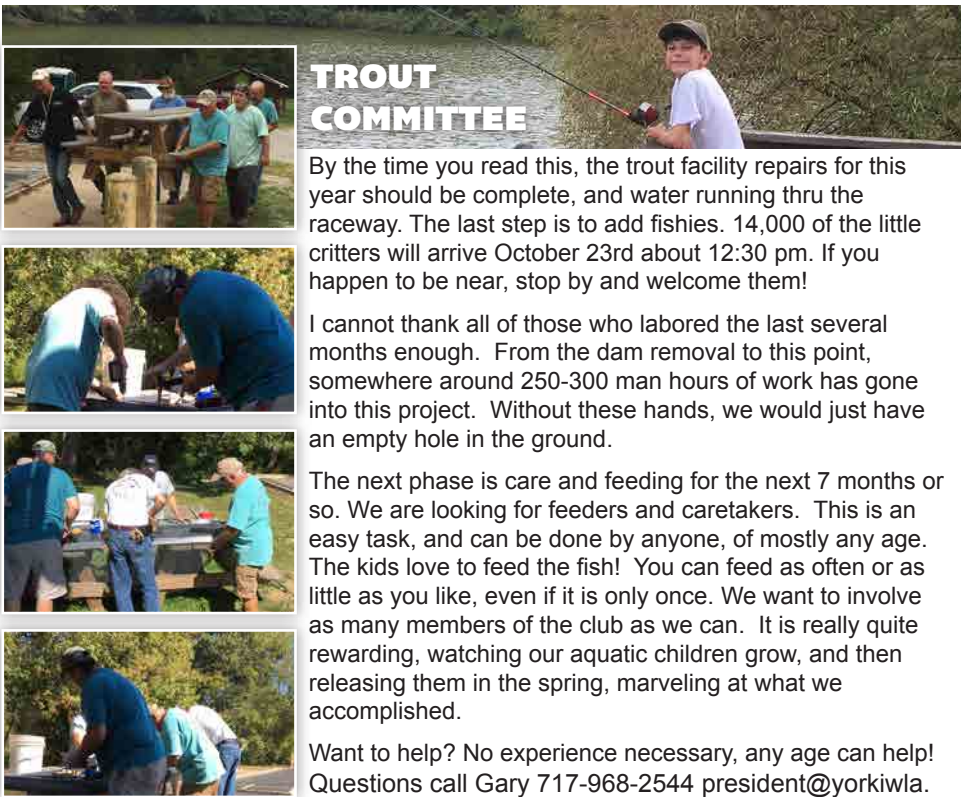 TROUT
COMMITTEE
By the time you read this, the trout facility repairs for this
year should be complete, and water running thru the
raceway. The last step is to add fishies. 14,000 of the little
critters will arrive October 23rd about 12:30 pm. If you
happen to be near, stop by and welcome them!
I cannot thank all of those who labored the last several
months enough.  From the dam removal to this point,
somewhere around 250-300 man hours of work has gone
into this project.  Without these hands, we would just have
an empty hole in the ground.
The next phase is care and feeding for the next 7 months or
so. We are looking for feeders and caretakers.  This is an
easy task, and can be done by anyone, of mostly any age.
The kids love to feed the fish!  You can feed as often or as
little as you like, even if it is only once. We want to involve
as many members of the club as we can.  It is really quite
rewarding, watching our aquatic children grow, and then
releasing them in the spring, marveling at what we
accomplished.
Want to help? No experience necessary, any age can help!
Questions call Gary 717-968-2544 president@yorkiwla.